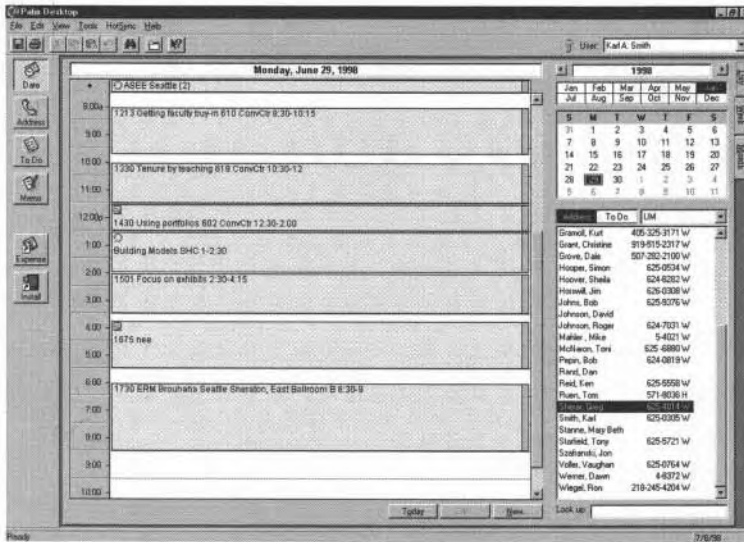 Palm Desktop
File Edit View Tools HotSync Help
User: Karl A. Smith
Date
Address
To Do
Memo
Expense
Install
Monday, June 29, 1998
ASEE Seattle (2)
8:00a
1213 Getting faculty buy-in 610 ConvCtr 8:30-10:15
9:00
10:00
1330 Tenure by teaching 618 ConvCtr 10:30-12
11:00
12:00p
1430 Using portfolios 602 ConvCtr 12:30-2:00
1:00
Building Models SHC 1-2:30
2:00
1501 Focus on exhibits 2:30-4:15
3:00
4:00
1675 nee
5:00
6:00
1730 ERM Brouhaha Seattle Sheraton, East Ballroom B 6:30-9
7:00
8:00
9:00
10:00
Today
New...
1998
Jan Feb Mar Apr May Jun
Jul Aug Sep Oct Nov Dec
S M T W T F S
31 1 2 3 4 5 6
7 8 9 10 11 12 13
14 15 16 17 18 19 20
21 22 23 24 25 26 27
28 29 30 1 2 3 4
5 6 7 8 9 10 11
Address To Do UM
Gramoll, Kurt 405-325-3171 W
Grant, Christine 919-515-2317 W
Grove, Dale 507-282-2100 W
Hooper, Simon 625-0534 W
Hoover, Sheila 624-8282 W
Horswill, Jim 626-0308 W
Johns, Bob 625-9376 W
Johnson, David
Johnson, Roger 624-7031 W
Mahler, Mike 5-4021 W
McNaron, Toni 625-6880 W
Pepin, Bob 624-0819 W
Rand, Dan
Reid, Ken 625-5558 W
Ruen, Tom 571-8036 H
625-4014 W
Smith, Karl 625-0305 W
Stanne, Mary Beth
Starfield, Tony 625-5721 W
Szafranski, Jon
Voller, Vaughan 625-0764 W
Werner, Dawn 4-8372 W
Wiegel, Ron 218-245-4204 W
Look up:
Ready
7/8/98